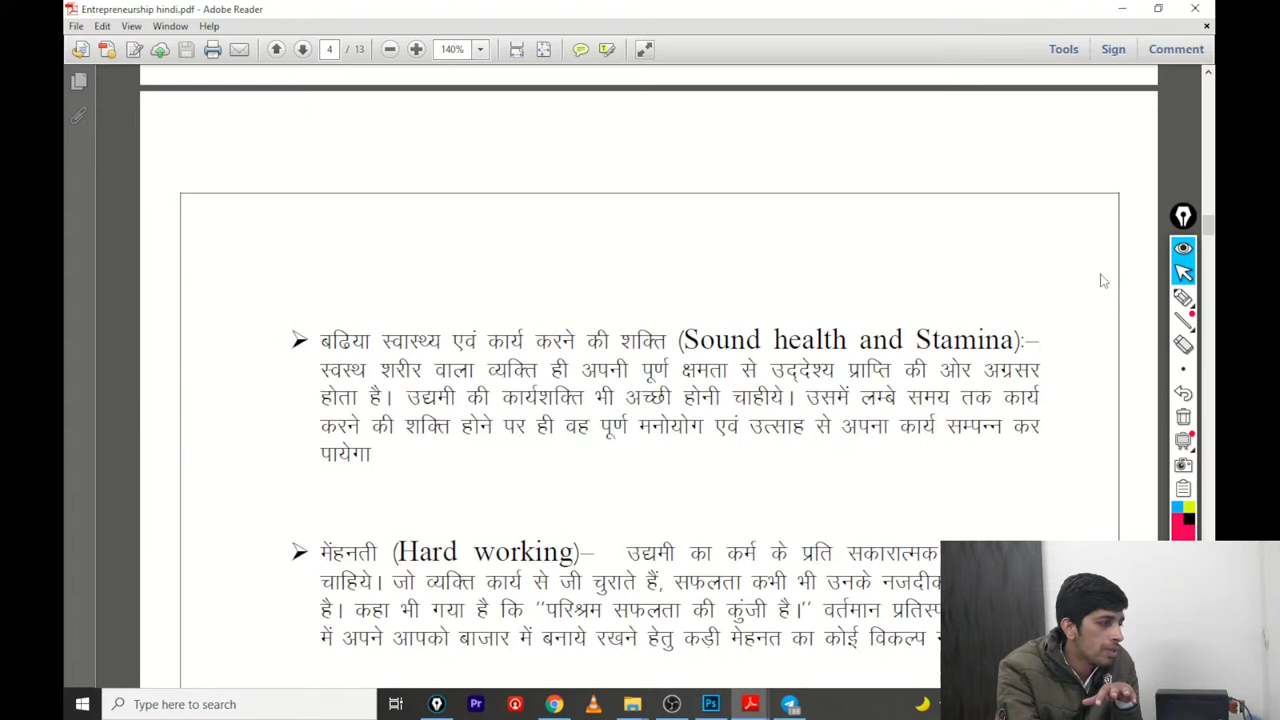 Entrepreneurship hindi.pdf - Adobe Reader
File Edit View Window Help
4 / 13 140% Tools Sign Comment
बढिया स्वास्थ्य एवं कार्य करने की शक्ति (Sound health and Stamina):–
स्वस्थ शरीर वाला व्यक्ति ही अपनी पूर्ण क्षमता से उद्देश्य प्राप्ति की ओर अग्रसर
होता है। उद्यमी की कार्यशक्ति भी अच्छी होनी चाहीये। उसमें लम्बे समय तक कार्य
करने की शक्ति होने पर ही वह पूर्ण मनोयोग एवं उत्साह से अपना कार्य सम्पन्न कर
पायेगा
मेंहनती (Hard working)– उद्यमी का कर्म के प्रति सकारात्मक
चाहिये। जो व्यक्ति कार्य से जी चुराते हैं, सफलता कभी भी उनके नजदीक
है। कहा भी गया है कि ''परिश्रम सफलता की कुंजी है।'' वर्तमान
में अपने आपको बाजार में बनाये रखने हेतु कड़ी मेहनत का कोई विकल्प
Type here to search